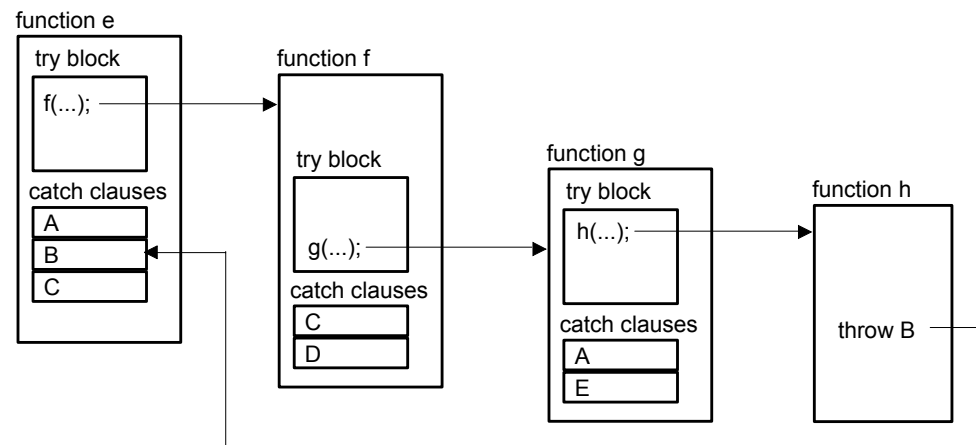 function e
try block
f(...);
catch clauses
A
B
C
function f
try block
g(...);
catch clauses
C
D
function g
try block
h(...);
catch clauses
A
E
function h
throw B